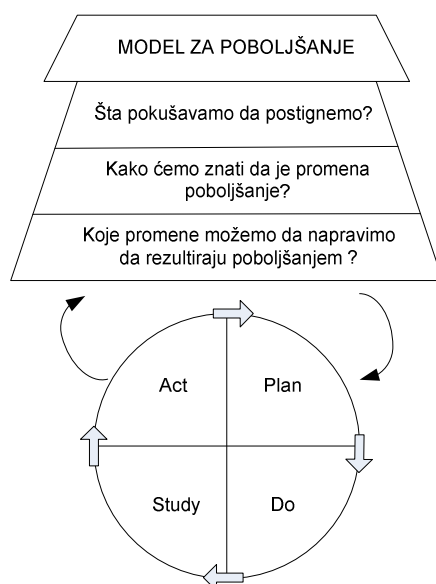 MODEL ZA POBOLJŠANJE
Šta pokušavamo da postignemo?
Kako ćemo znati da je promena
poboljšanje?
Koje promene možemo da napravimo
da rezultiraju poboljšanjem ?
Act
Plan
Study
Do